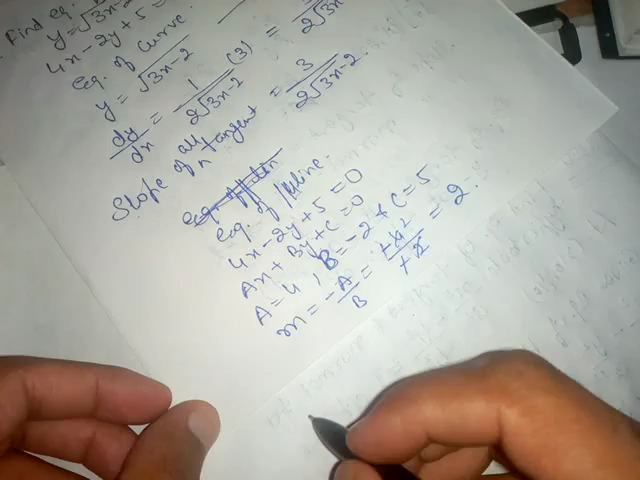 Find eq.
y = √3x-2
4x - 2y + 5 =
eq. of Curve.
y = √3x-2
dy/dx = 1/2√3x-2 (3) = /2√3x
Slope of all tangent = 3/2√3x-2.
eq. of ||line.
4x - 2y + 5 = 0
Ax + By + C = 0
A = 4, B = -2 & C = 5
m = -A/B = = 2.